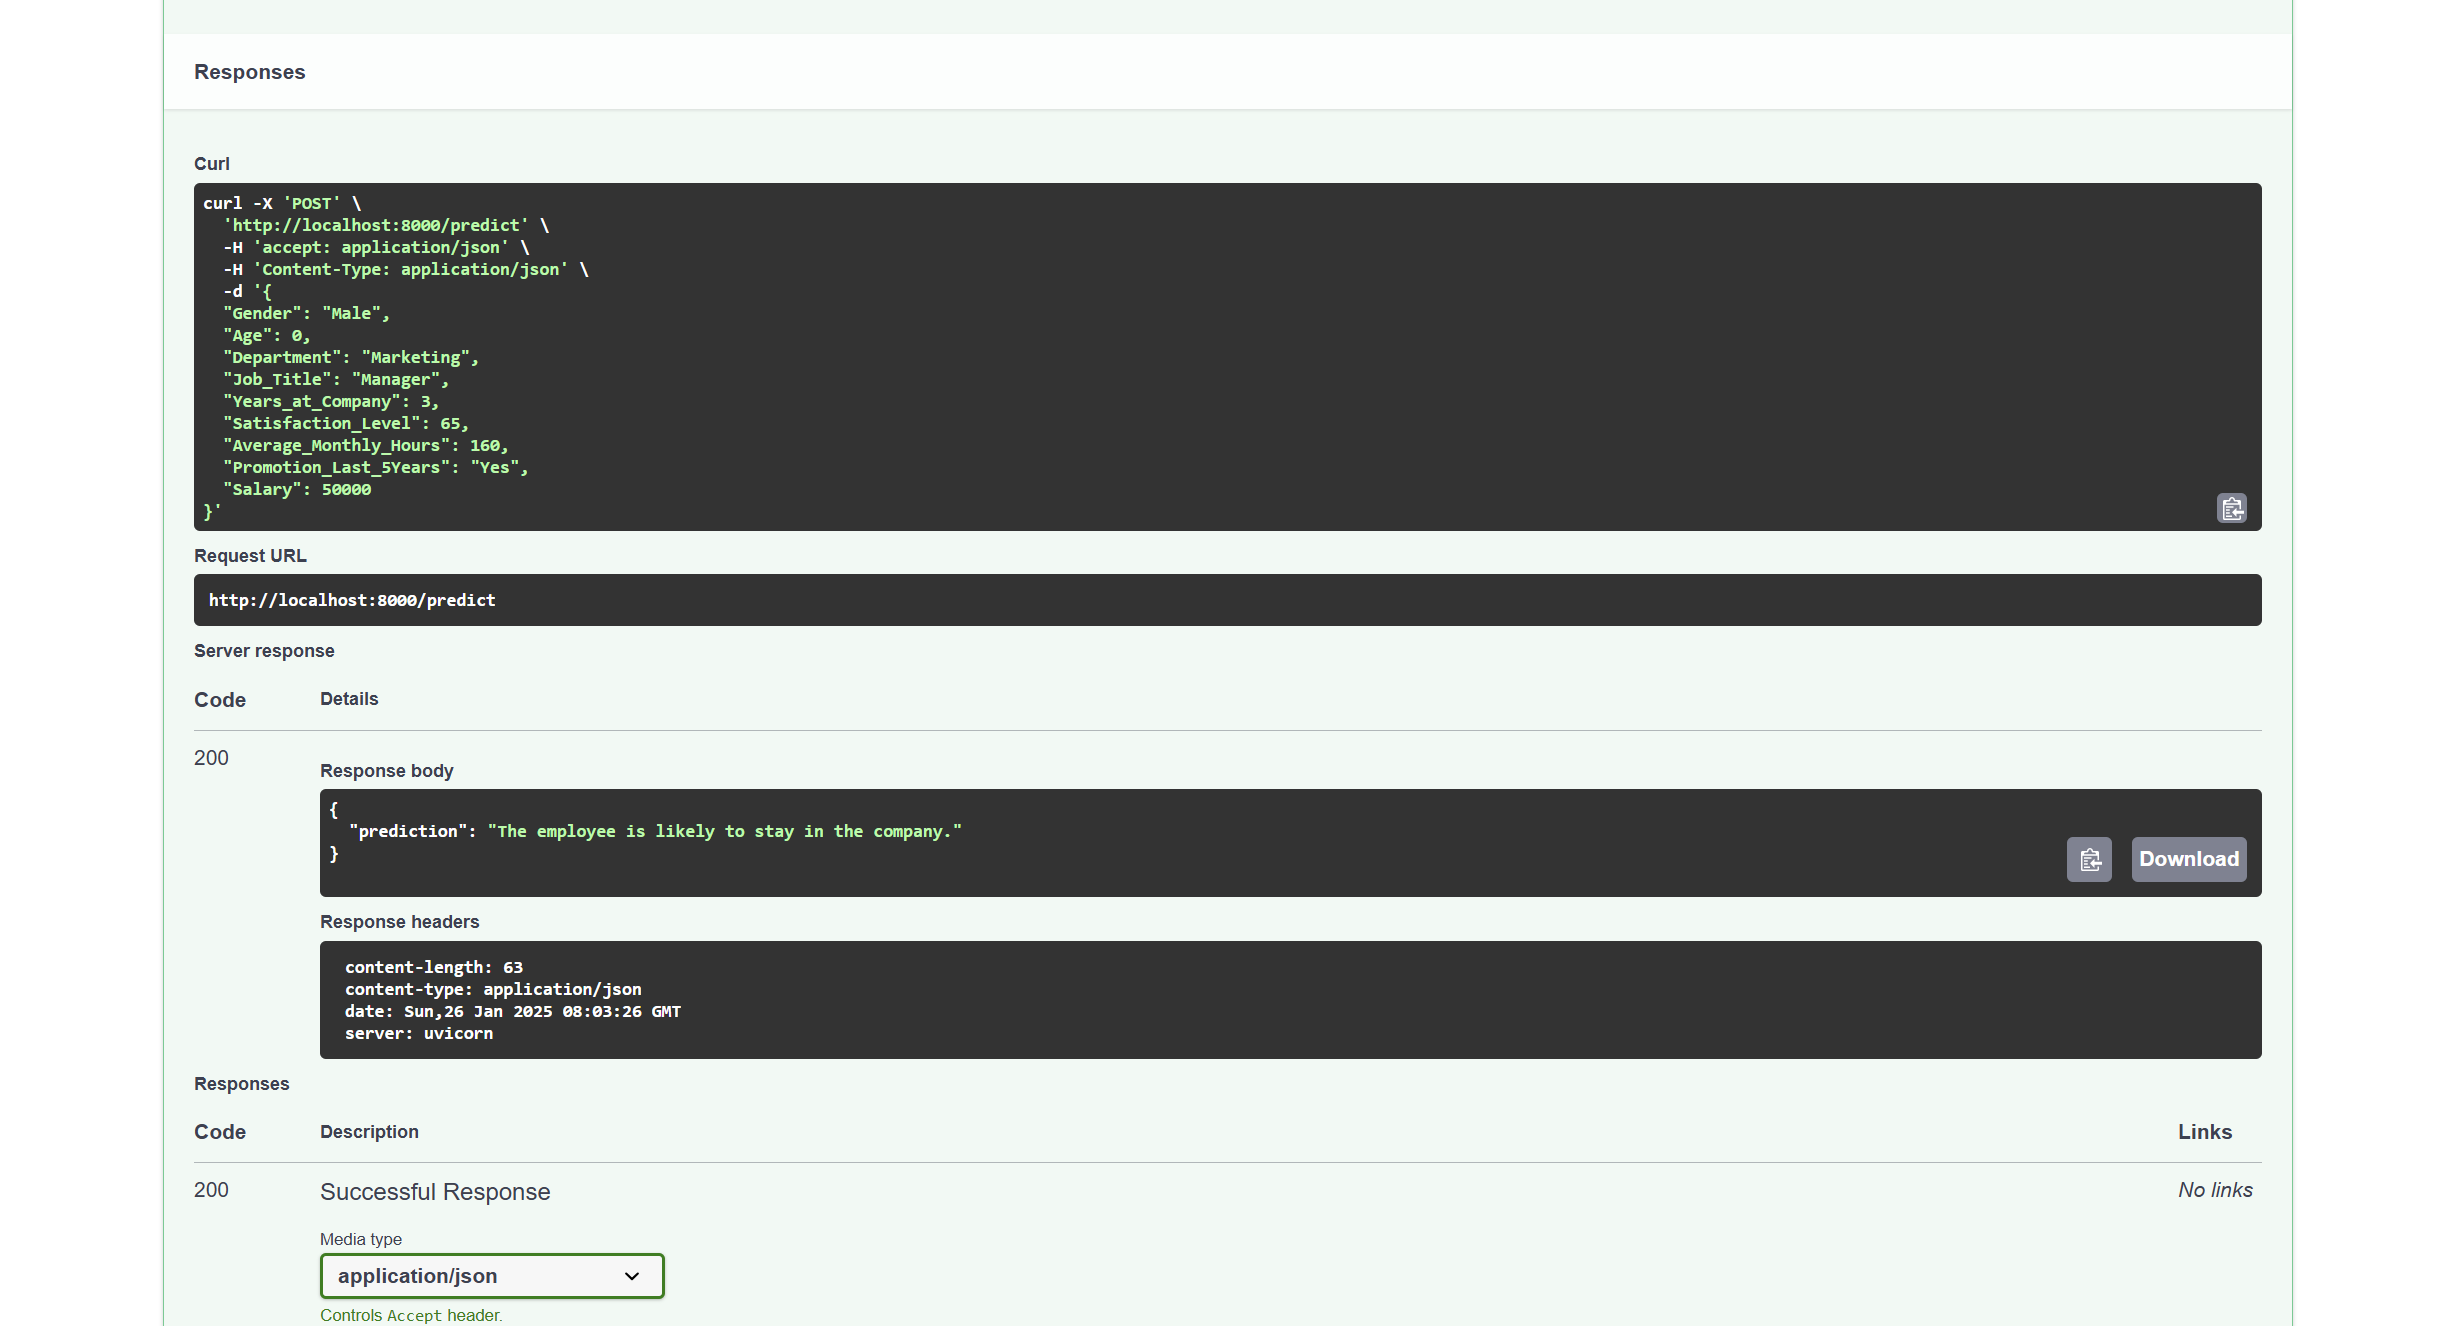 Responses
Curl
curl -X 'POST' \
  'http://localhost:8000/predict' \
  -H 'accept: application/json' \
  -H 'Content-Type: application/json' \
  -d '{
  "Gender": "Male",
  "Age": 0,
  "Department": "Marketing",
  "Job_Title": "Manager",
  "Years_at_Company": 3,
  "Satisfaction_Level": 65,
  "Average_Monthly_Hours": 160,
  "Promotion_Last_5Years": "Yes",
  "Salary": 50000
}'
Request URL
http://localhost:8000/predict
Server response
Code Details
200
Response body
{
  "prediction": "The employee is likely to stay in the company."
}
Download
Response headers
content-length: 63
content-type: application/json
date: Sun,26 Jan 2025 08:03:26 GMT
server: uvicorn
Responses
Code Description Links
200 Successful Response No links
Media type
application/json
Controls Accept header.